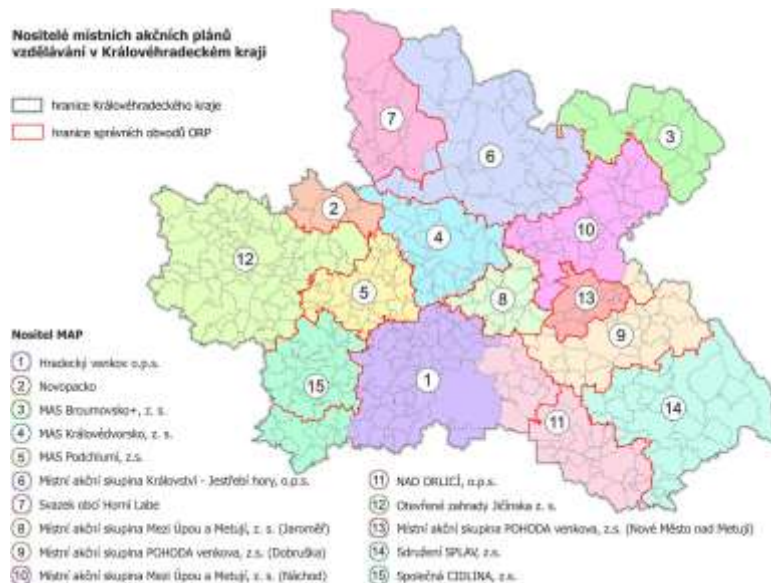 Nositelé místních akčních plánů
vzdělávání v Královéhradeckém kraji
hranice Královéhradeckého kraje
hranice správních obvodů ORP
7
3
6
2
10
4
12
5
8
13
9
1
15
14
11
Nositel MAP
1 Hradecký venkov o.p.s.
2 Novopacko
3 MAS Broumovsko+, z. s.
4 MAS Královédvorsko, z. s.
5 MAS Podchlumí, z.s.
6 Místní akční skupina Království - Jestřebí hory, o.p.s.
7 Svazek obcí Horní Labe
8 Místní akční skupina Mezi Úpou a Metují, z. s. (Jaroměř)
9 Místní akční skupina POHODA venkova, z.s. (Dobruška)
10 Místní akční skupina Mezi Úpou a Metují, z. s. (Náchod)
11 NAD ORLICÍ, o.p.s.
12 Otevřené zahrady Jičínska z. s.
13 Místní akční skupina POHODA venkova, z.s. (Nové Město nad Metují)
14 Sdružení SPLAV, z.s.
15 Společná CIDLINA, z.s.